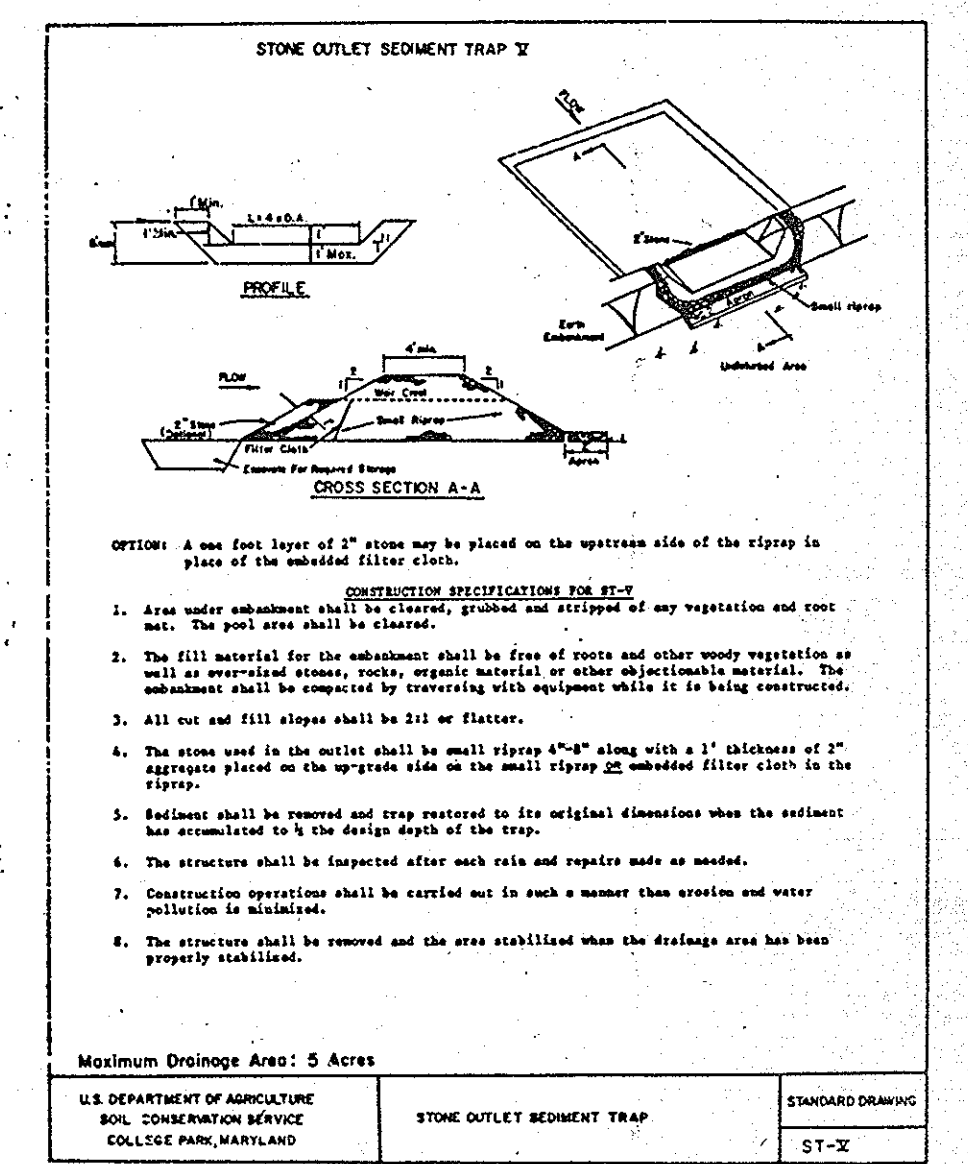 STONE OUTLET SEDIMENT TRAP V
FLOW
A
1' Min.
L = 4 x D.A.
1' Min.
1'
1' Max.
PROFILE
2" Stone
Apron
Small riprap
Earth
Embankment
A
Undisturbed Area
4' min.
FLOW
2
1
2
1
Weir Crest
2" Stone
(Optional)
Small Riprap
Filter Cloth
Excavate For Required Storage
Apron
CROSS SECTION A-A
OPTION: A one foot layer of 2" stone may be placed on the upstream side of the riprap in
place of the embedded filter cloth.
CONSTRUCTION SPECIFICATIONS FOR ST-V
1. Area under embankment shall be cleared, grubbed and stripped of any vegetation and root
mat. The pool area shall be cleared.
2. The fill material for the embankment shall be free of roots and other woody vegetation as
well as over-sized stones, rocks, organic material or other objectionable material. The
embankment shall be compacted by traversing with equipment while it is being constructed.
3. All cut and fill slopes shall be 2:1 or flatter.
4. The stone used in the outlet shall be small riprap 4"-8" along with a 1' thickness of 2"
aggregate placed on the up-grade side on the small riprap OR embedded filter cloth in the
riprap.
5. Sediment shall be removed and trap restored to its original dimensions when the sediment
has accumulated to ½ the design depth of the trap.
6. The structure shall be inspected after each rain and repairs made as needed.
7. Construction operations shall be carried out in such a manner than erosion and water
pollution is minimized.
8. The structure shall be removed and the area stabilized when the drainage area has been
properly stabilized.
Maximum Drainage Area: 5 Acres
U.S. DEPARTMENT OF AGRICULTURE
SOIL CONSERVATION SERVICE
COLLEGE PARK, MARYLAND
STONE OUTLET SEDIMENT TRAP
STANDARD DRAWING
ST-V